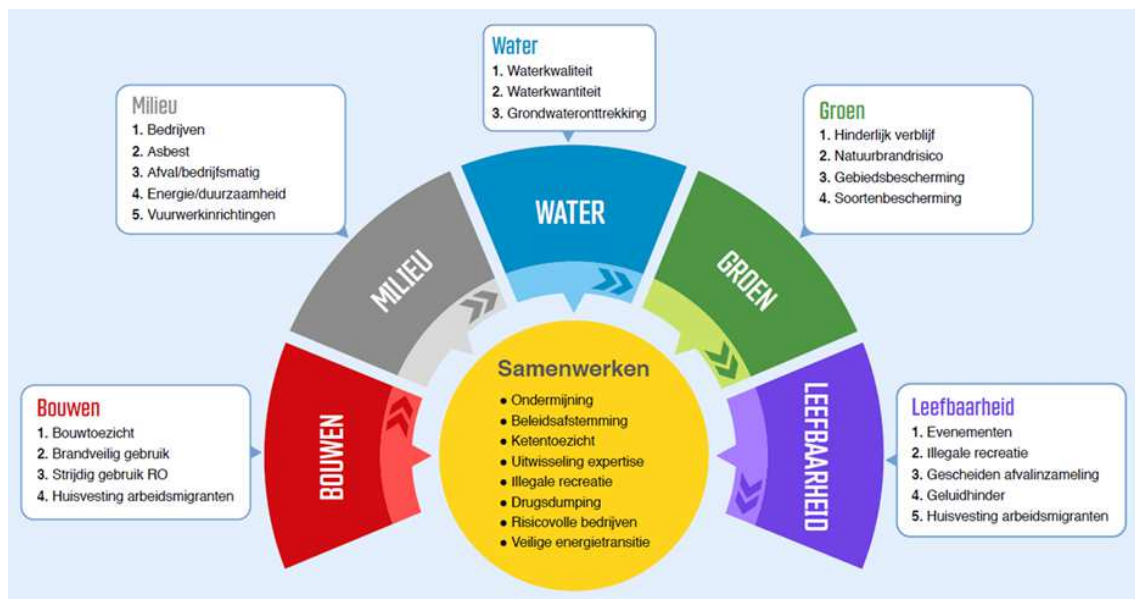 Water
1. Waterkwaliteit
2. Waterkwantiteit
3. Grondwateronttrekking
Milieu
1. Bedrijven
2. Asbest
3. Afval/bedrijfsmatig
4. Energie/duurzaamheid
5. Vuurwerkinrichtingen
Groen
1. Hinderlijk verblijf
2. Natuurbrandrisico
3. Gebiedsbescherming
4. Soortenbescherming
BOUWEN
MILIEU
WATER
GROEN
LEEFBAARHEID
Samenwerken
● Ondermijning
● Beleidsafstemming
● Ketentoezicht
● Uitwisseling expertise
● Illegale recreatie
● Drugsdumping
● Risicovolle bedrijven
● Veilige energietransitie
Bouwen
1. Bouwtoezicht
2. Brandveilig gebruik
3. Strijdig gebruik RO
4. Huisvesting arbeidsmigranten
Leefbaarheid
1. Evenementen
2. Illegale recreatie
3. Gescheiden afvalinzameling
4. Geluidhinder
5. Huisvesting arbeidsmigranten